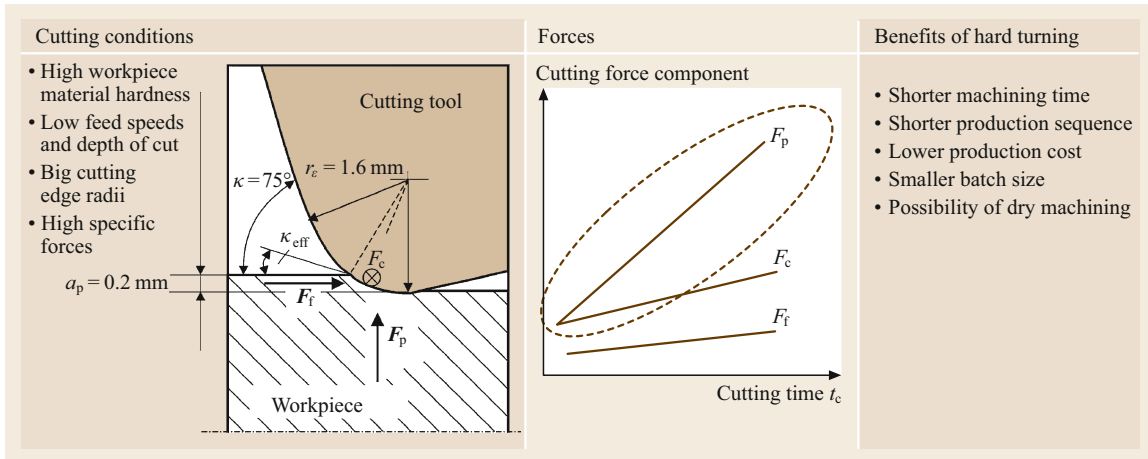 Cutting conditions
• High workpiece
material hardness
• Low feed speeds
and depth of cut
• Big cutting
edge radii
• High specific
forces
Cutting tool
rε = 1.6 mm
κ = 75°
κeff
Fc
ap = 0.2 mm
Ff
Fp
Workpiece
Forces
Cutting force component
Fp
Fc
Ff
Cutting time tc
Benefits of hard turning
• Shorter machining time
• Shorter production sequence
• Lower production cost
• Smaller batch size
• Possibility of dry machining